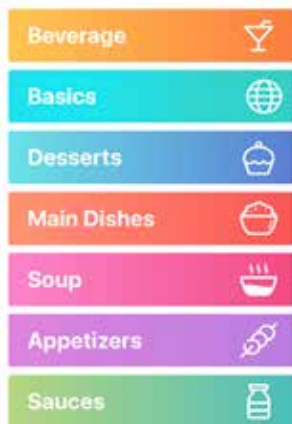 Beverage
Basics
Desserts
Main Dishes
Soup
Appetizers
Sauces